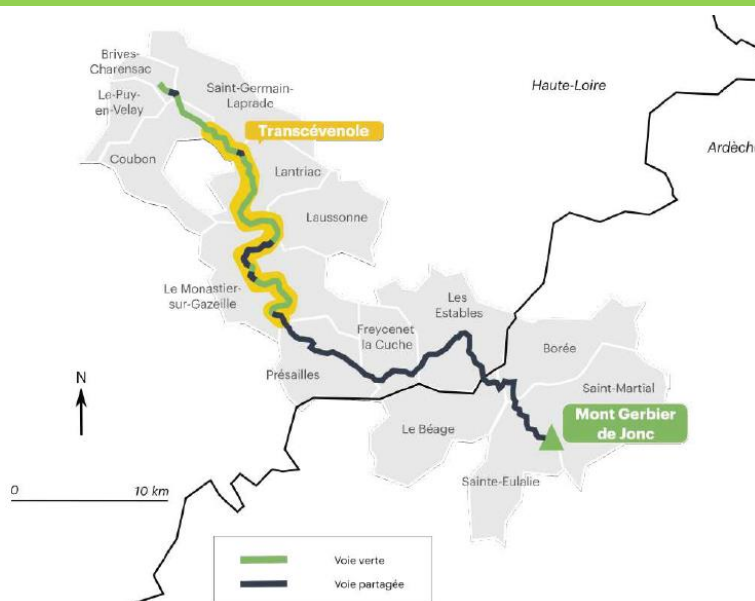 Brives-
Charensac
Le-Puy-
en-Velay
Saint-Germain-
Laprade
Haute-Loire
Ardèche
Transcévenole
Coubon
Lantriac
Laussonne
Le Monastier
-sur-Gazeille
Les
Estables
Freycenet
la Cuche
Borée
Présailles
Saint-Martial
N
Mont Gerbier
de Jonc
Le Béage
Sainte-Eulalie
0 10 km
Voie verte
Voie partagée